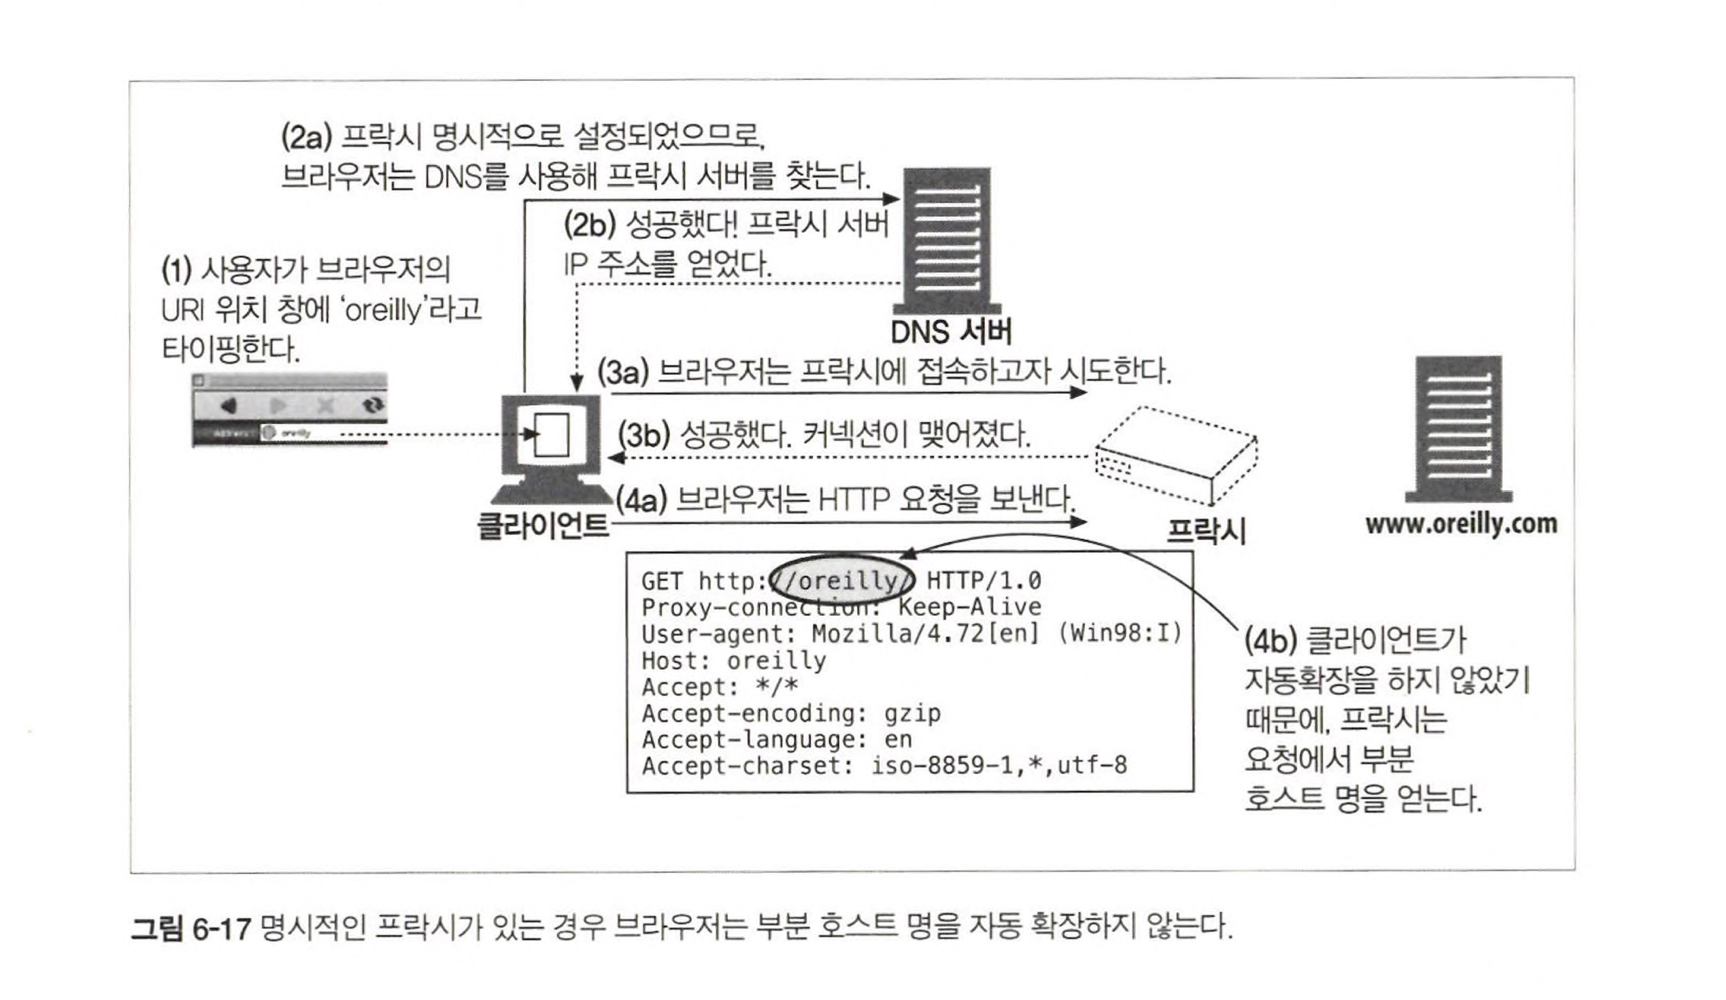 (2a) 프락시 명시적으로 설정되었으므로,
브라우저는 DNS를 사용해 프락시 서버를 찾는다.
(2b) 성공했다! 프락시 서버
IP 주소를 얻었다.
(1) 사용자가 브라우저의
URI 위치 창에 ‘oreilly’라고
타이핑한다.
DNS 서버
(3a) 브라우저는 프락시에 접속하고자 시도한다.
oreilly
(3b) 성공했다. 커넥션이 맺어졌다.
(4a) 브라우저는 HTTP 요청을 보낸다.
클라이언트
프락시
www.oreilly.com
GET http://oreilly/ HTTP/1.0
Proxy-connection: Keep-Alive
User-agent: Mozilla/4.72[en] (Win98:I)
Host: oreilly
Accept: */*
Accept-encoding: gzip
Accept-language: en
Accept-charset: iso-8859-1,*,utf-8
(4b) 클라이언트가
자동확장을 하지 않았기
때문에, 프락시는
요청에서 부분
호스트 명을 얻는다.
그림 6-17 명시적인 프락시가 있는 경우 브라우저는 부분 호스트 명을 자동 확장하지 않는다.